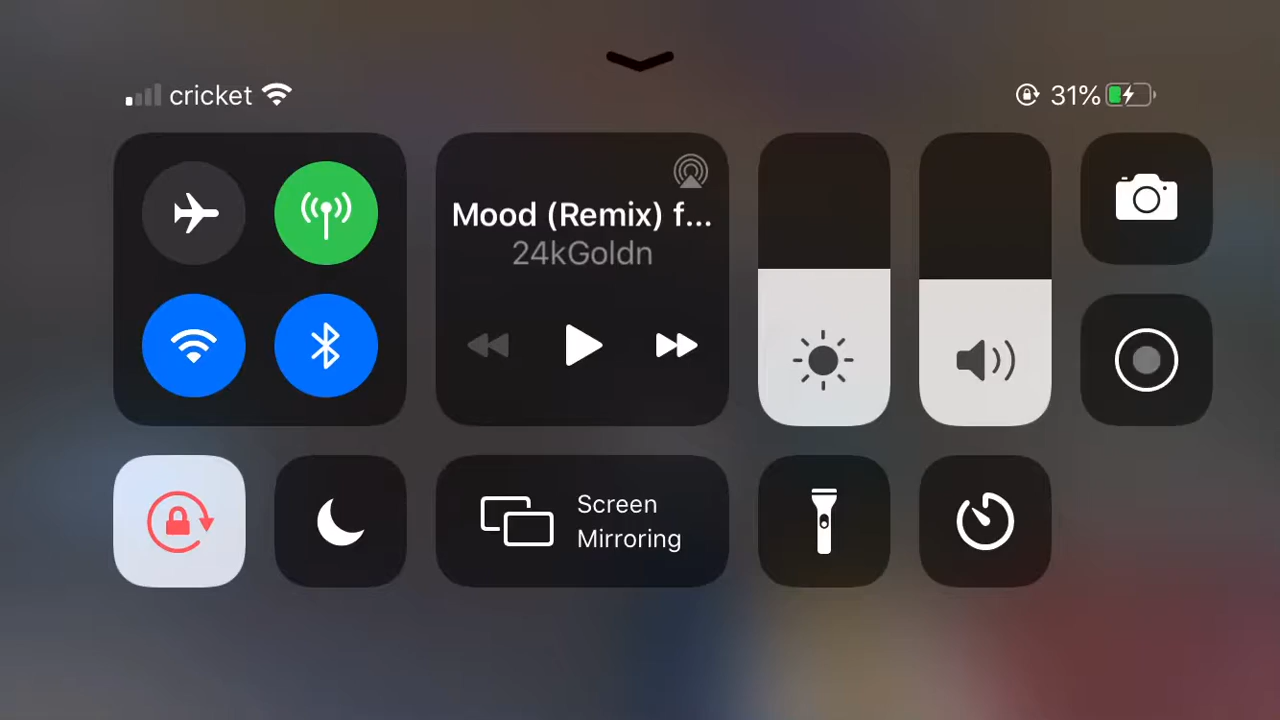 cricket
31%
Mood (Remix) f...
24kGoldn
Screen
Mirroring